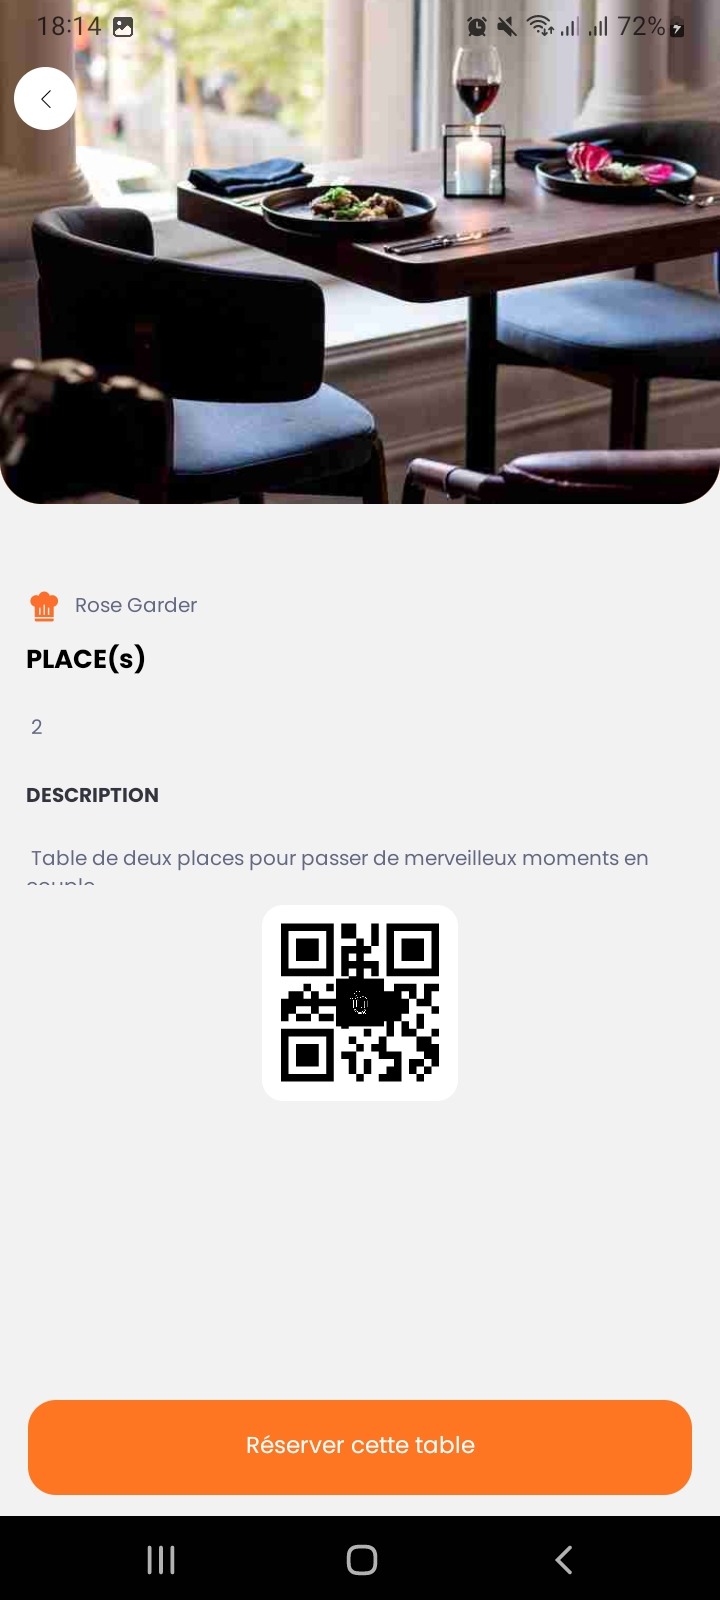 18:14
72%
Rose Garder
PLACE(s)
2
DESCRIPTION
Table de deux places pour passer de merveilleux moments en
couple
Réserver cette table